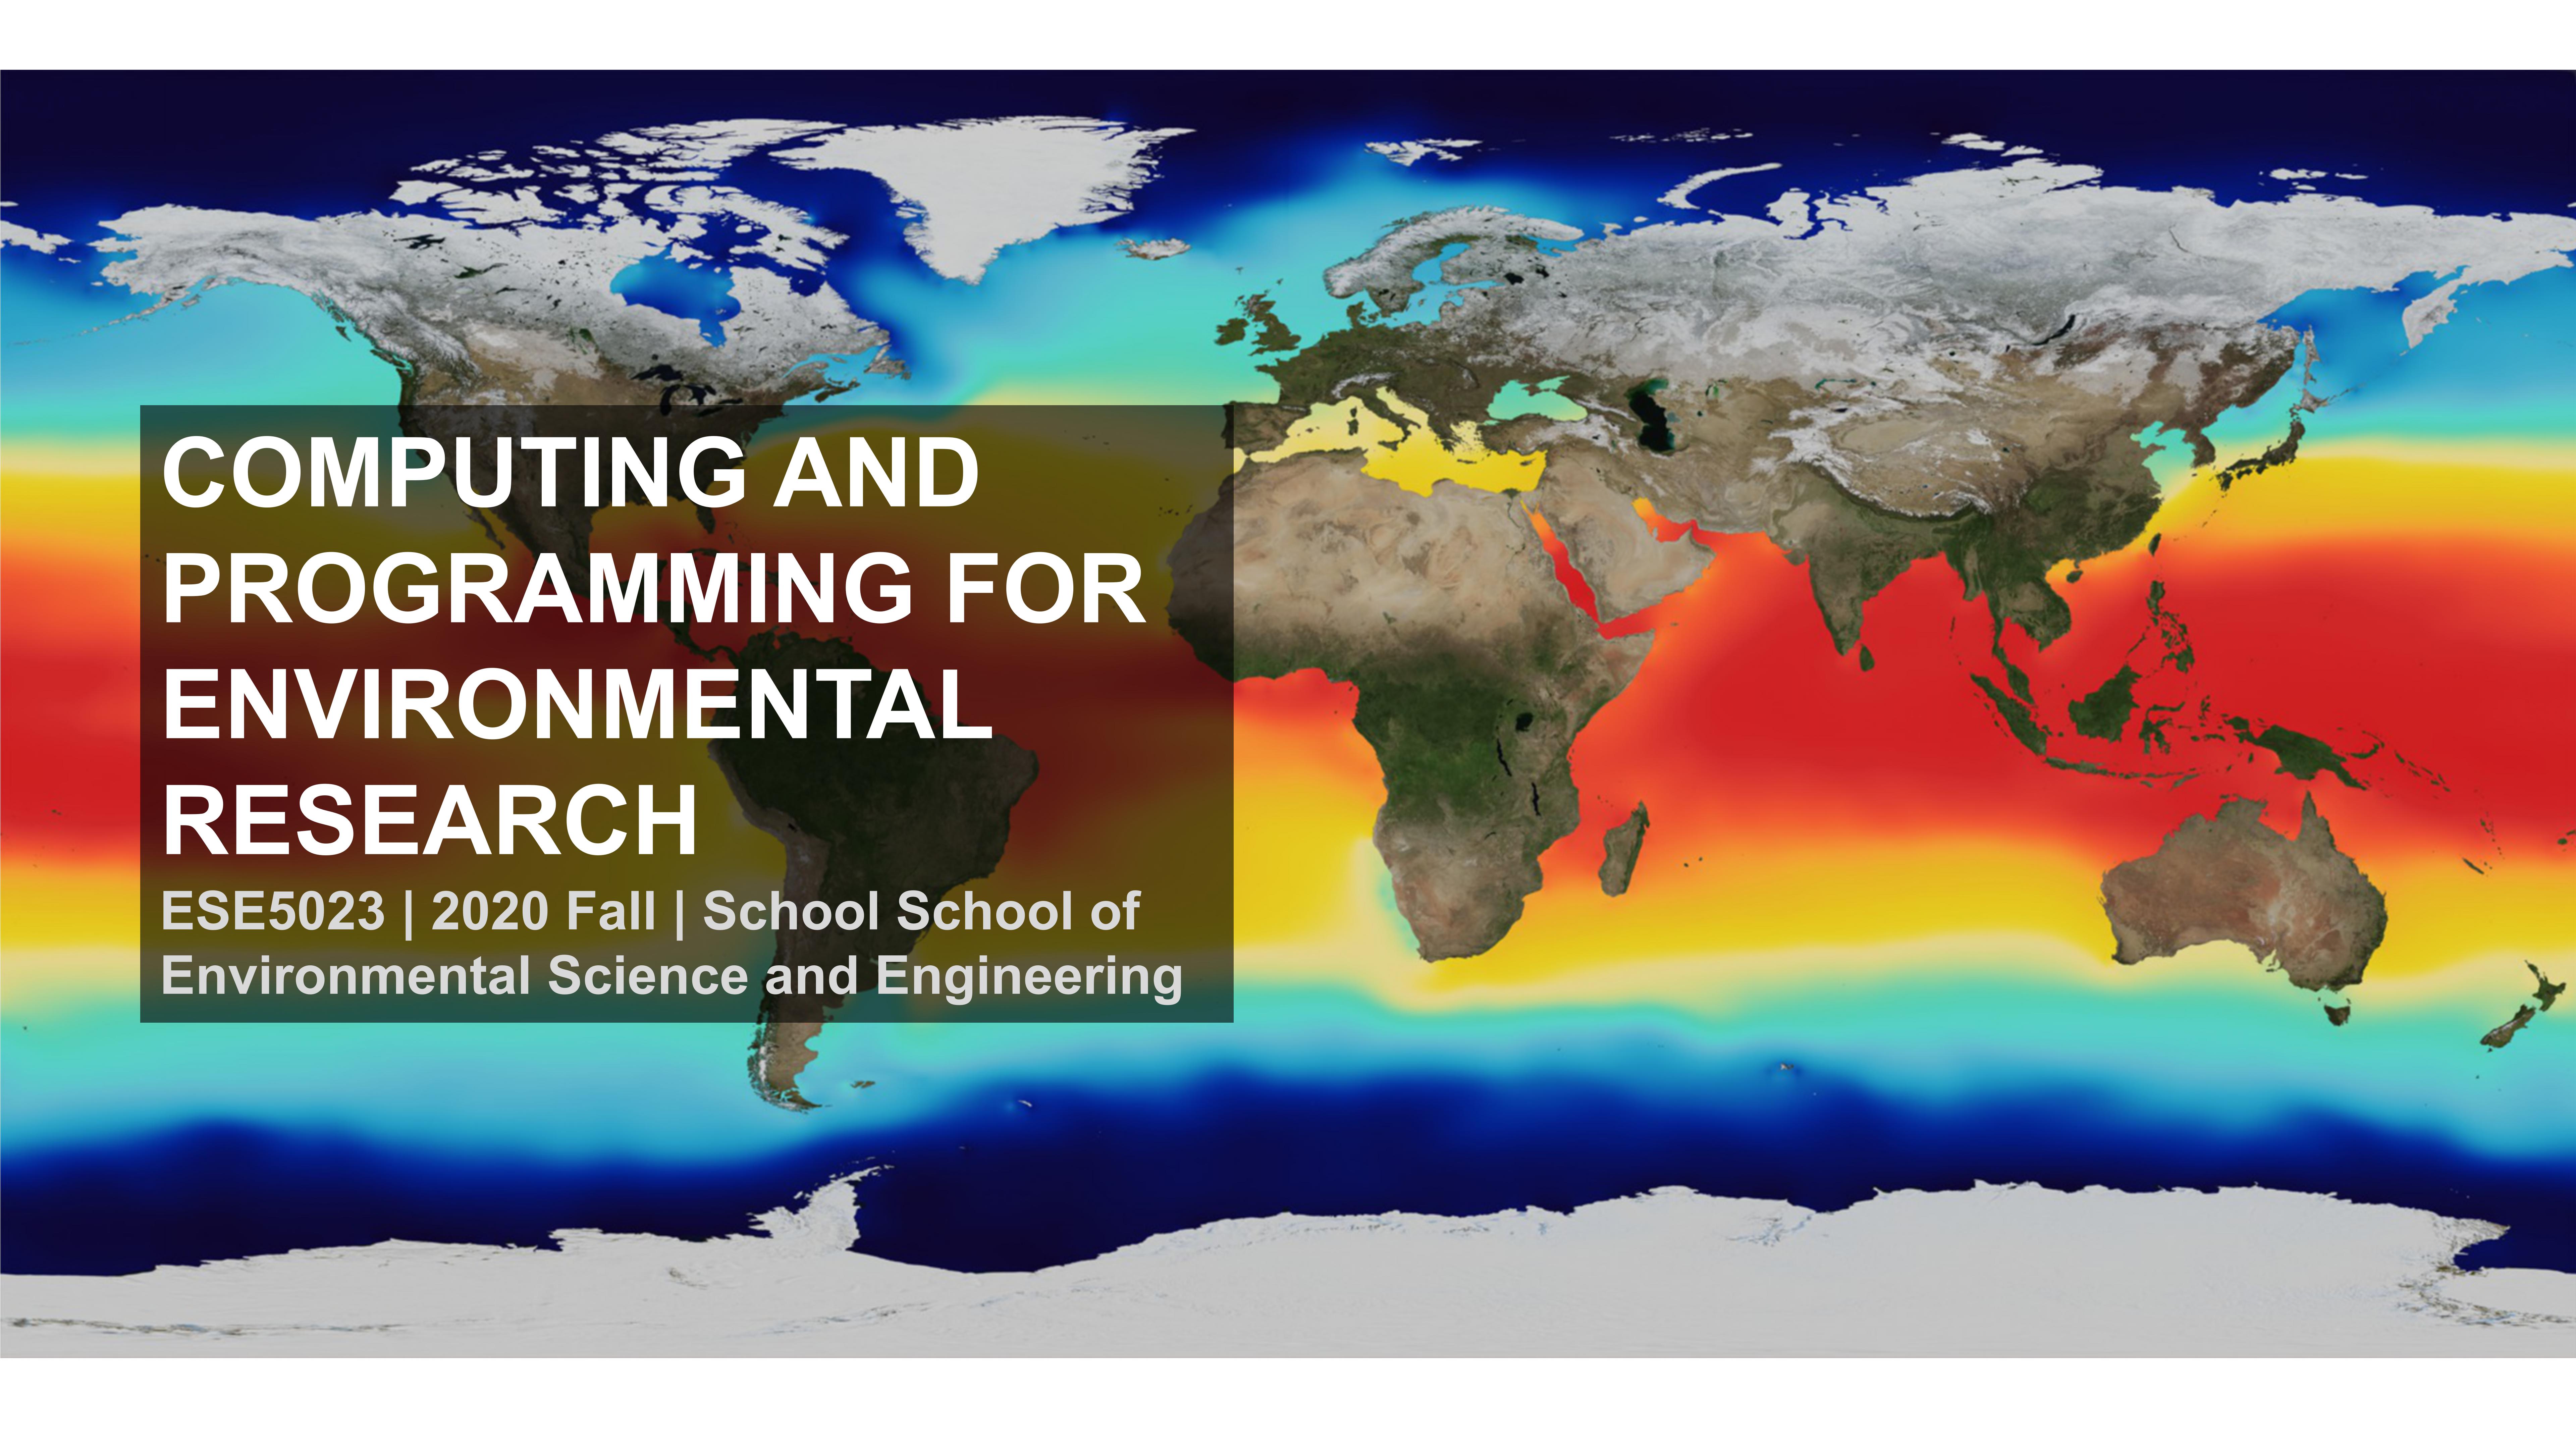 COMPUTING AND
PROGRAMMING FOR
ENVIRONMENTAL
RESEARCH
ESE5023 | 2020 Fall | School School of
Environmental Science and Engineering